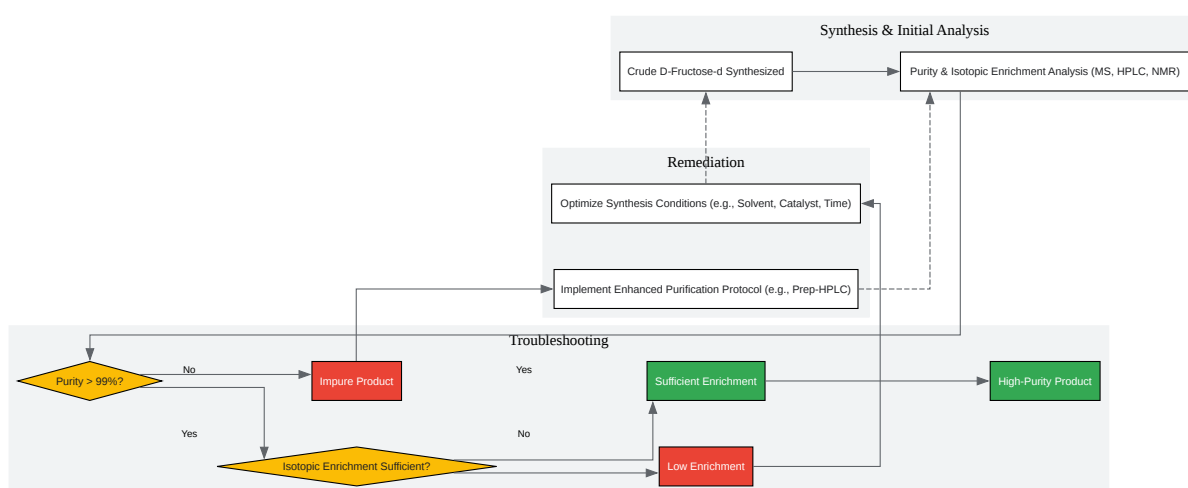 Synthesis & Initial Analysis
Crude D-Fructose-d Synthesized
Purity & Isotopic Enrichment Analysis (MS, HPLC, NMR)
Remediation
Optimize Synthesis Conditions (e.g., Solvent, Catalyst, Time)
Implement Enhanced Purification Protocol (e.g., Prep-HPLC)
Troubleshooting
Purity > 99%?
No
Impure Product
Yes
Sufficient Enrichment
High-Purity Product
Yes
No
Isotopic Enrichment Sufficient?
Low Enrichment